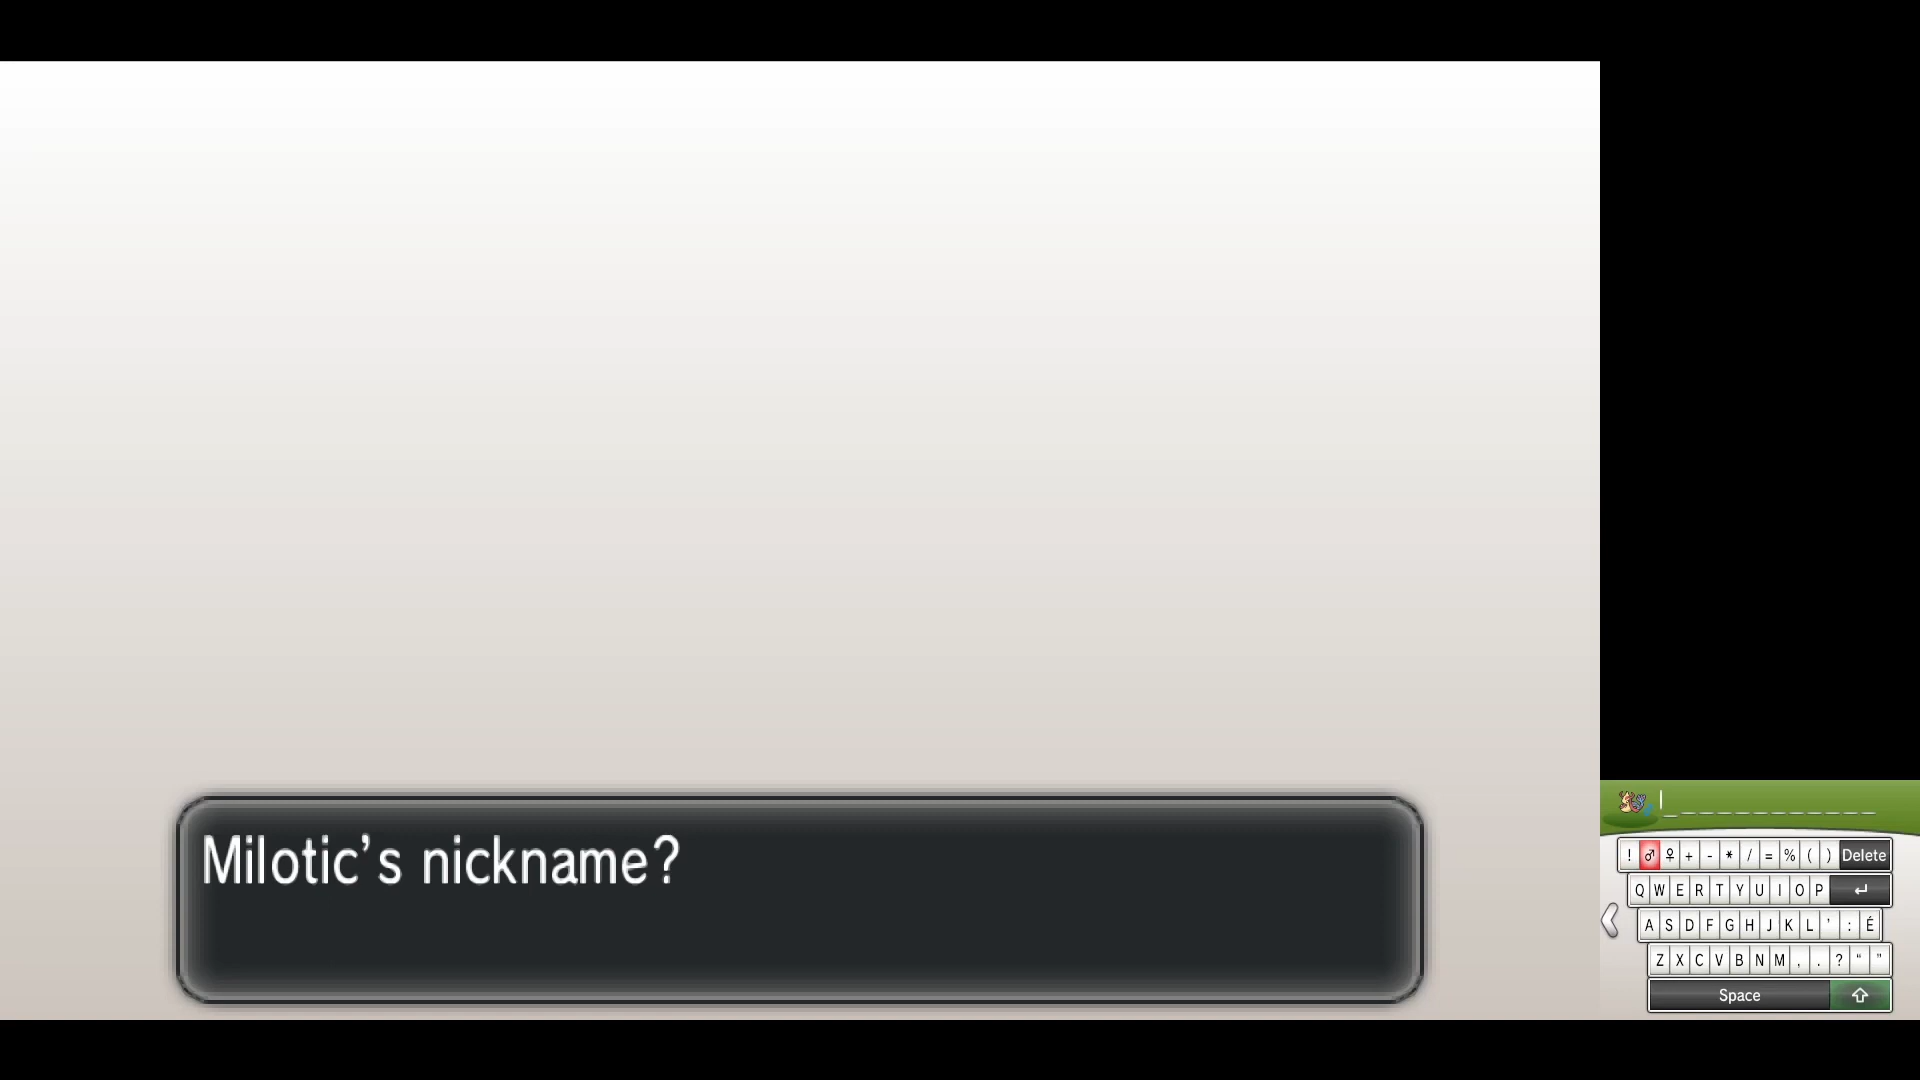 Milotic’s nickname?
! ♂ ♀ + - * / = % ( ) Delete
Q W E R T Y U I O P ↵
A S D F G H J K L ’ : É
Z X C V B N M , . ? “ ”
Space